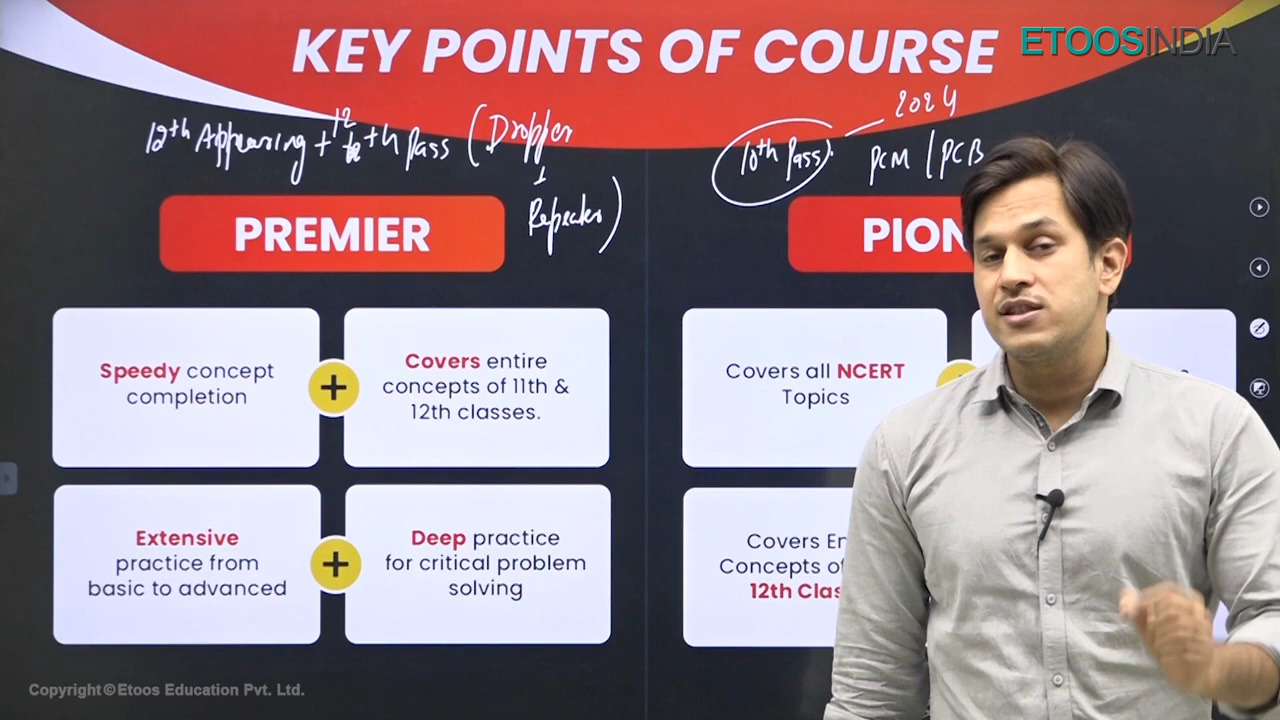 KEY POINTS OF COURSE
ETOOSINDIA
12th Appearing + 12th Pass (Dropper
+
Repeater)
2024
10th Pass
PCM / PCB
PREMIER
PION
Speedy concept
completion
+
Covers entire
concepts of 11th &
12th classes.
Extensive
practice from
basic to advanced
+
Deep practice
for critical problem
solving
Covers all NCERT
Topics
Covers En
Concepts of
12th Clas
Copyright © Etoos Education Pvt. Ltd.